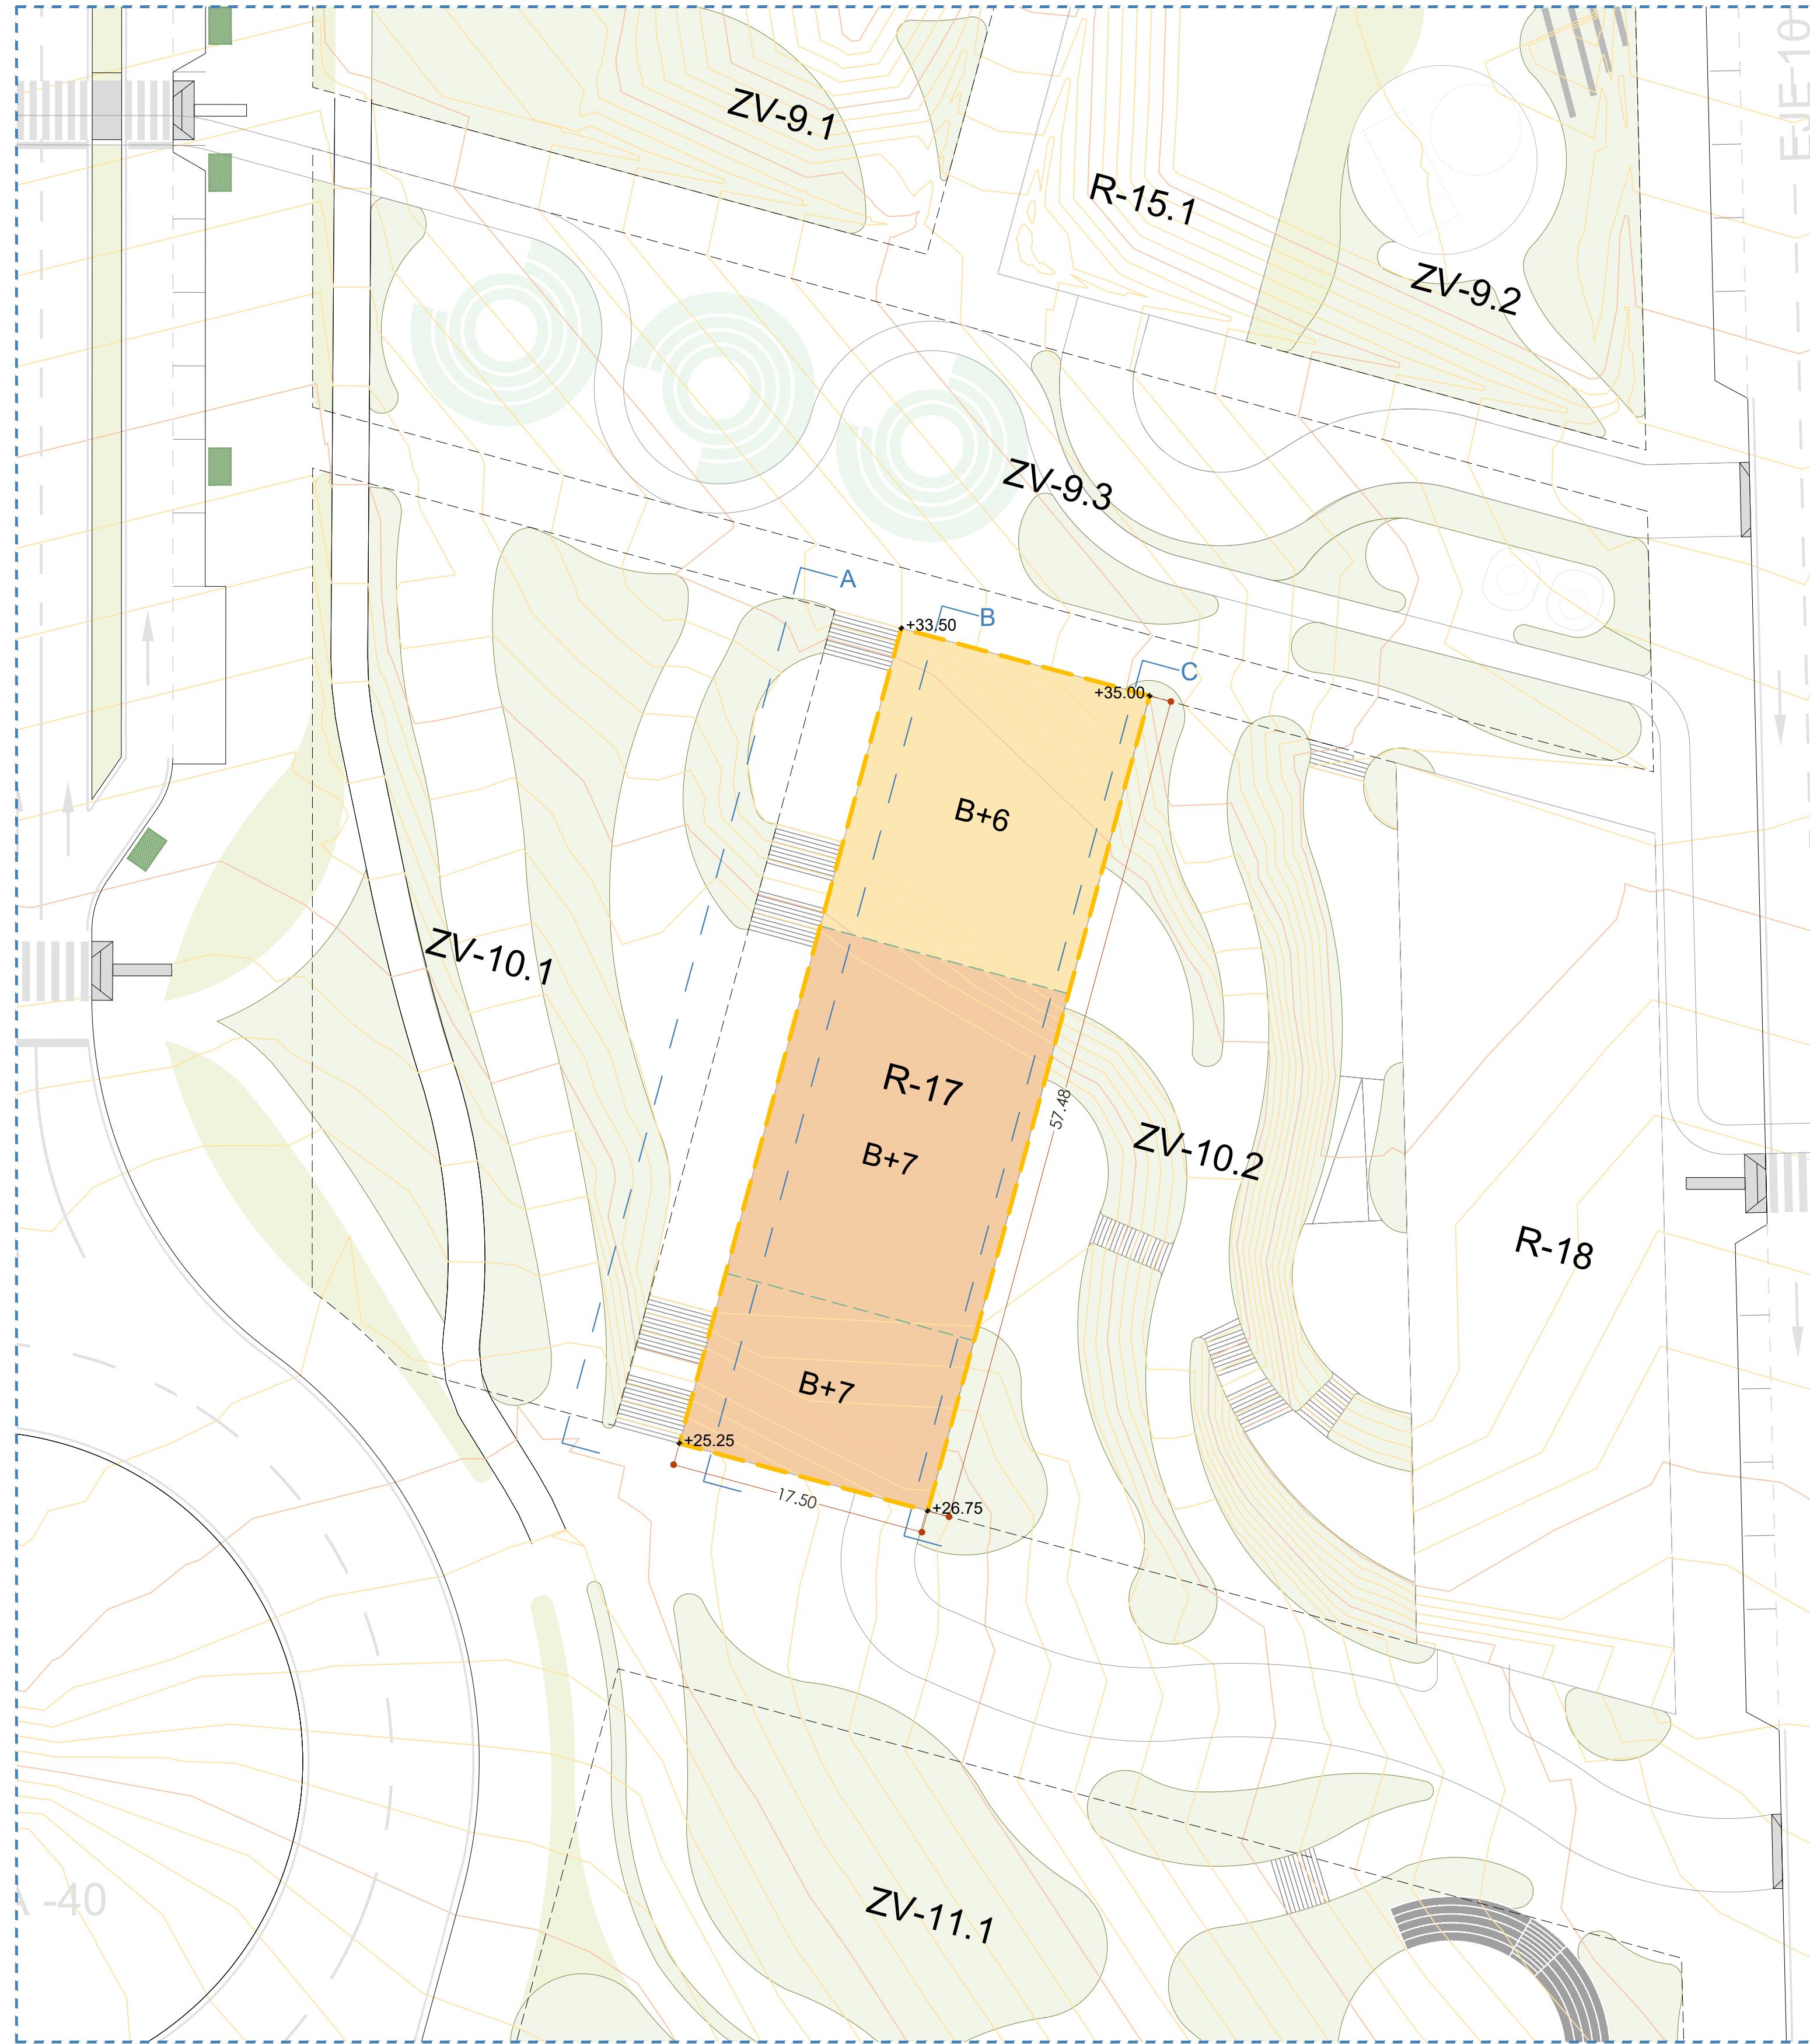 EJE-10
ZV-9.1
R-15.1
ZV-9.2
ZV-9.3
A
B
+33.50
C
+35.00
B+6
ZV-10.1
R-17
57.48
ZV-10.2
B+7
R-18
B+7
+25.25
17.50
+26.75
-40
ZV-11.1